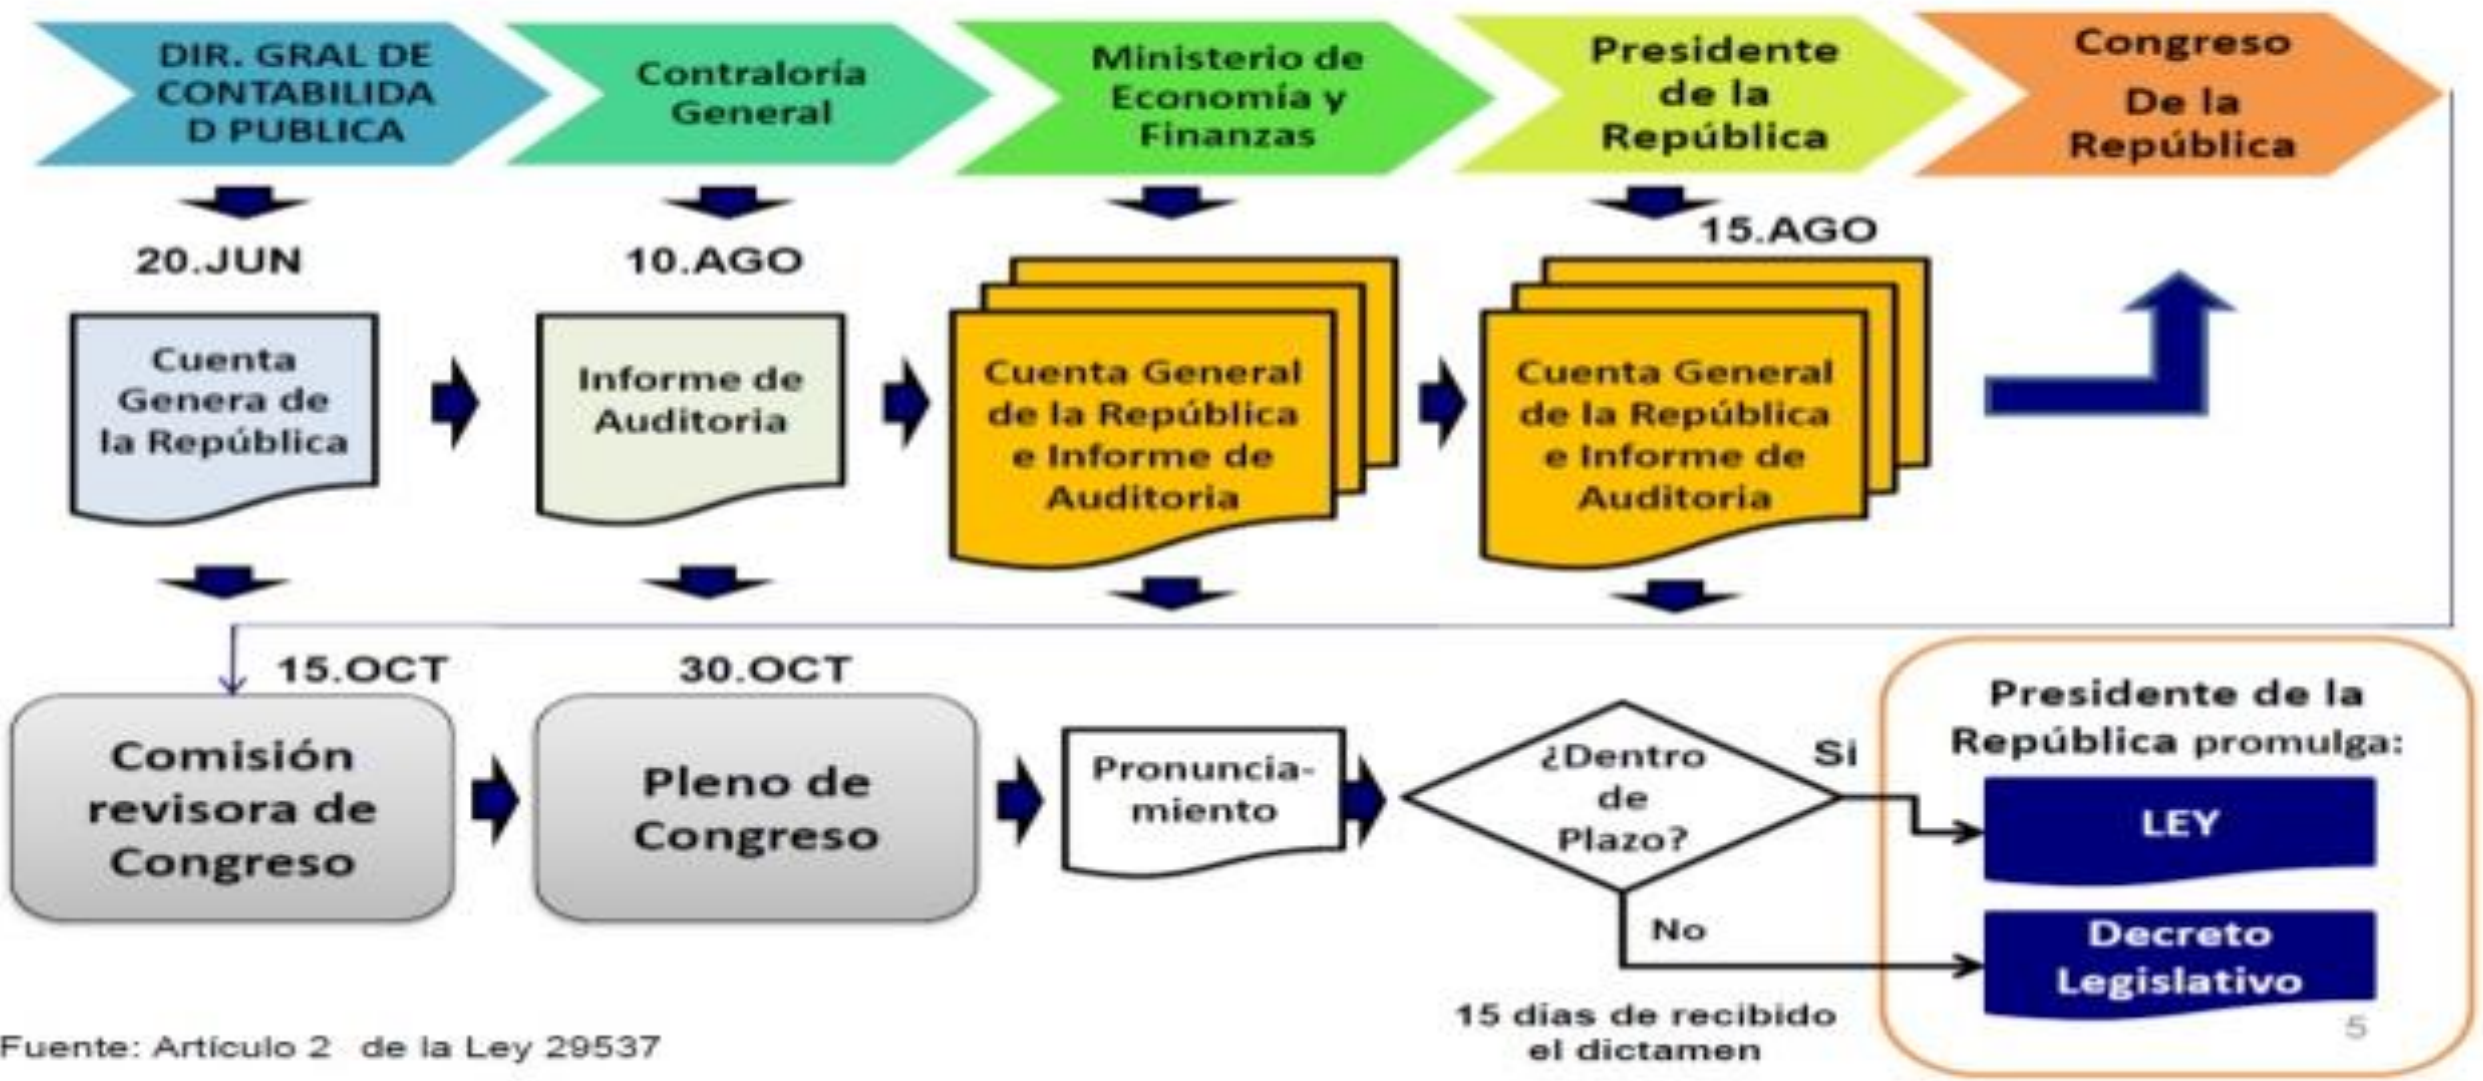 DIR. GRAL DE
CONTABILIDA
D PUBLICA
Contraloría
General
Ministerio de
Economía y
Finanzas
Presidente
de la
República
Congreso
De la
República
20.JUN
10.AGO
15.AGO
Cuenta
Genera de
la República
Informe de
Auditoria
Cuenta General
de la República
e Informe de
Auditoria
Cuenta General
de la República
e Informe de
Auditoria
15.OCT
30.OCT
Comisión
revisora de
Congreso
Pleno de
Congreso
Pronuncia-
miento
¿Dentro
de
Plazo?
Si
No
15 dias de recibido
el dictamen
Presidente de la
República promulga:
LEY
Decreto
Legislativo
5
Fuente: Artículo 2 de la Ley 29537